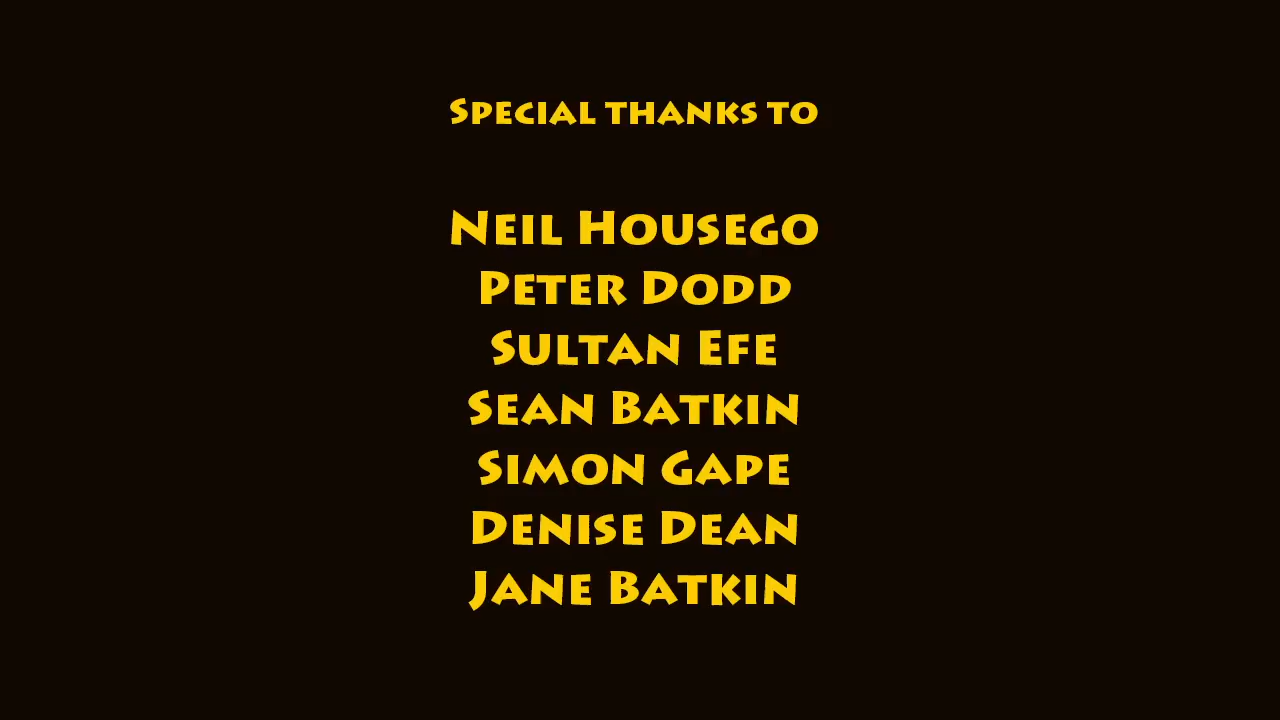 Special thanks to
Neil Housego
Peter Dodd
Sultan Efe
Sean Batkin
Simon Gape
Denise Dean
Jane Batkin